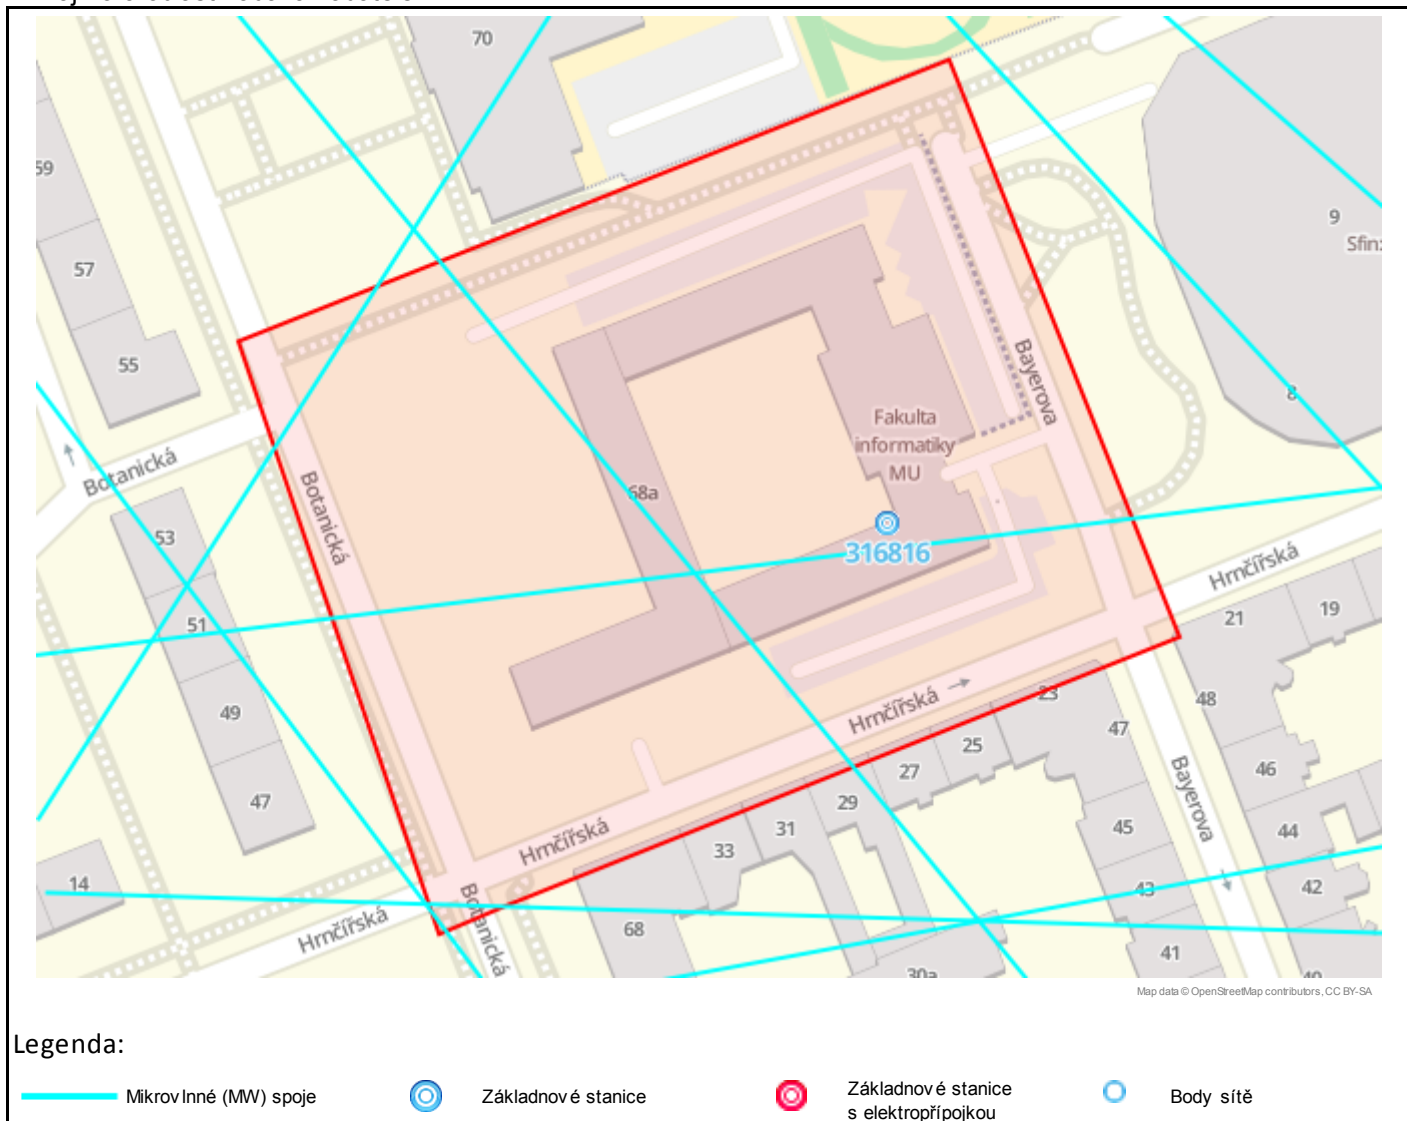 70
59
57
55
9
Sfin:
8
Bayerova
Fakulta
informatiky
MU
68a
Botanická
Botanická
316816
53
51
49
47
14
Hrnčířská
21
19
48
46
44
42
40
Bayerova
Hrnčířská
23
47
25
27
29
31
33
45
43
41
Hrnčířská
68
30a
Hrnčířská
Botanická
Map data © OpenStreetMap contributors, CC BY-SA
Legenda:
Mikrovlnné (MW) spoje
Základnové stanice
Základnové stanice
s elektropřípojkou
Body sítě